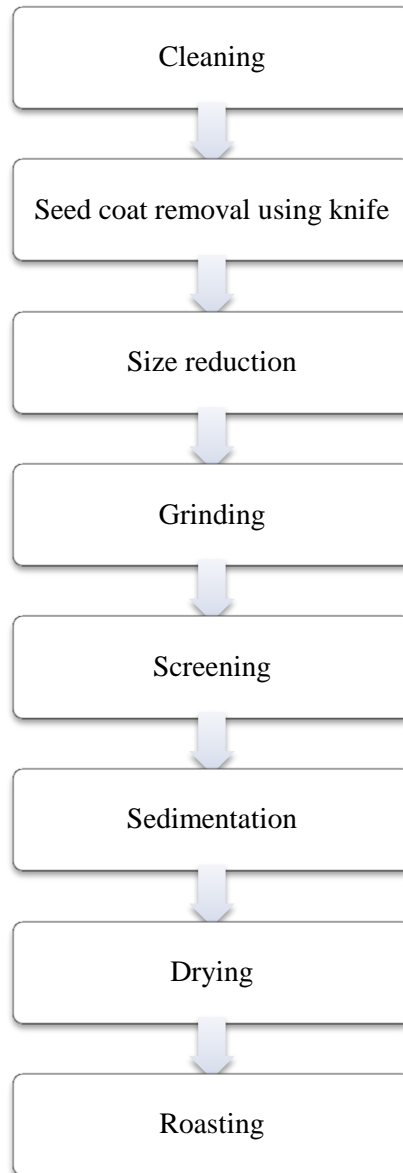 Cleaning
Seed coat removal using knife
Size reduction
Grinding
Screening
Sedimentation
Drying
Roasting